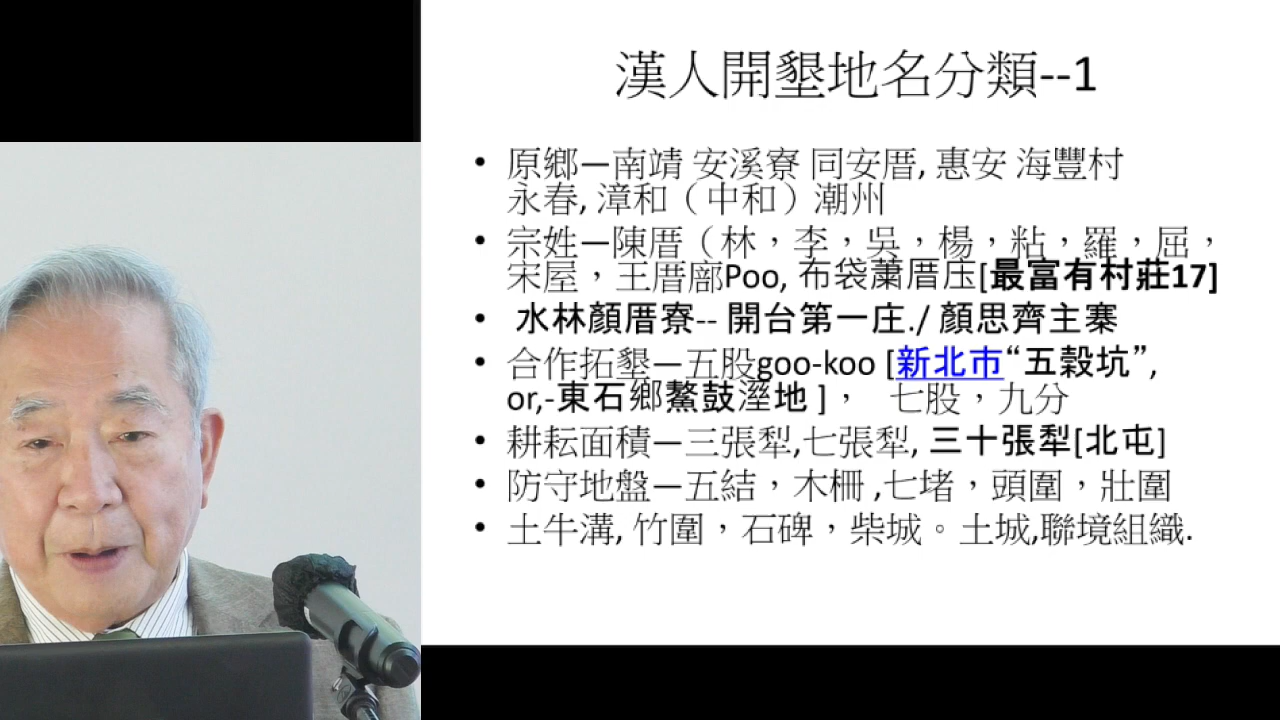 漢人開墾地名分類--1
• 原鄉—南靖 安溪寮 同安厝, 惠安 海豐村
永春, 漳和（中和）潮州
• 宗姓—陳厝（林，李，吳，楊，粘，羅，屈，
宋屋，王厝廍Poo, 布袋䔥厝庒[最富有村莊17]
• 水林顏厝寮-- 開台第一庄./ 顏思齊主寨
• 合作拓墾—五股goo-koo [新北市“五穀坑”,
or,-東石鄉鰲鼓溼地 ]， 七股，九分
• 耕耘面積—三張犁,七張犁, 三十張犁[北屯]
• 防守地盤—五結，木柵 ,七堵，頭圍，壯圍
• 土牛溝, 竹圍，石碑，柴城。土城,聯境組織.